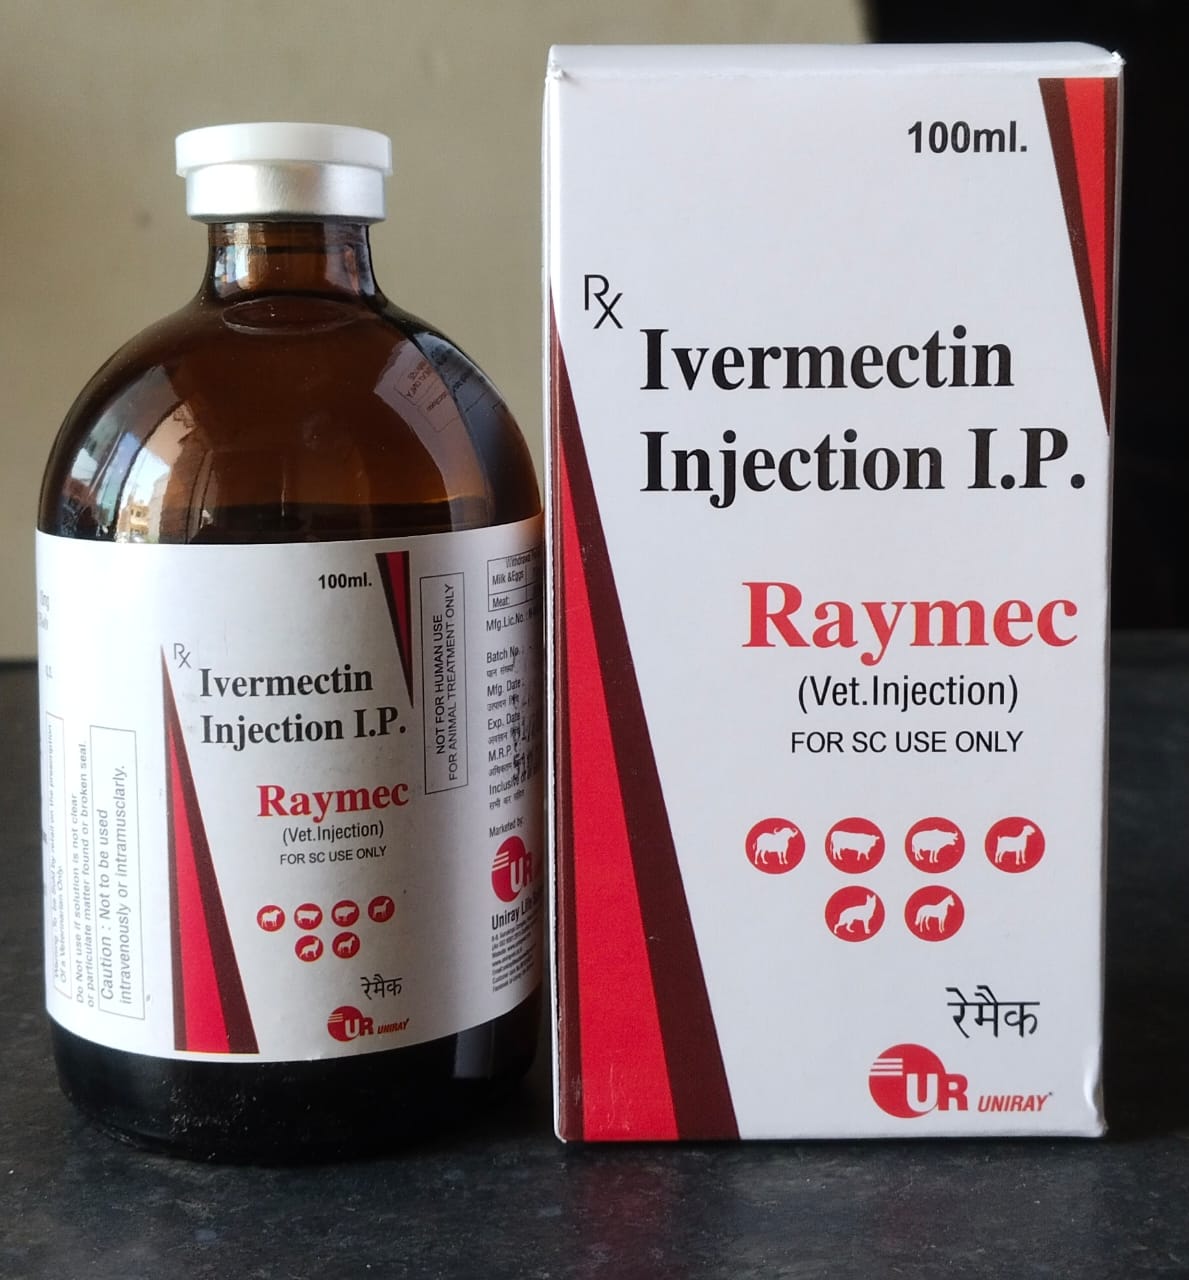 100ml.
Rx
Ivermectin
Injection I.P.
Raymec
(Vet.Injection)
FOR SC USE ONLY
रेमैक
UR UNIRAY
Do Not use if solution is not clear
or particulate matter found or broken seal.
Caution : Not to be used
intravenously or intramusclarly.
100ml.
Rx
Ivermectin
Injection I.P.
Raymec
(Vet.Injection)
FOR SC USE ONLY
रेमैक
UR UNIRAY
NOT FOR HUMAN USE
FOR ANIMAL TREATMENT ONLY
Milk &Eggs
Meat:
Mfg.Lic.No.:
Batch No.
Mfg. Date
Exp. Date
M.R.P.
Marketed by:
UR
Uniray